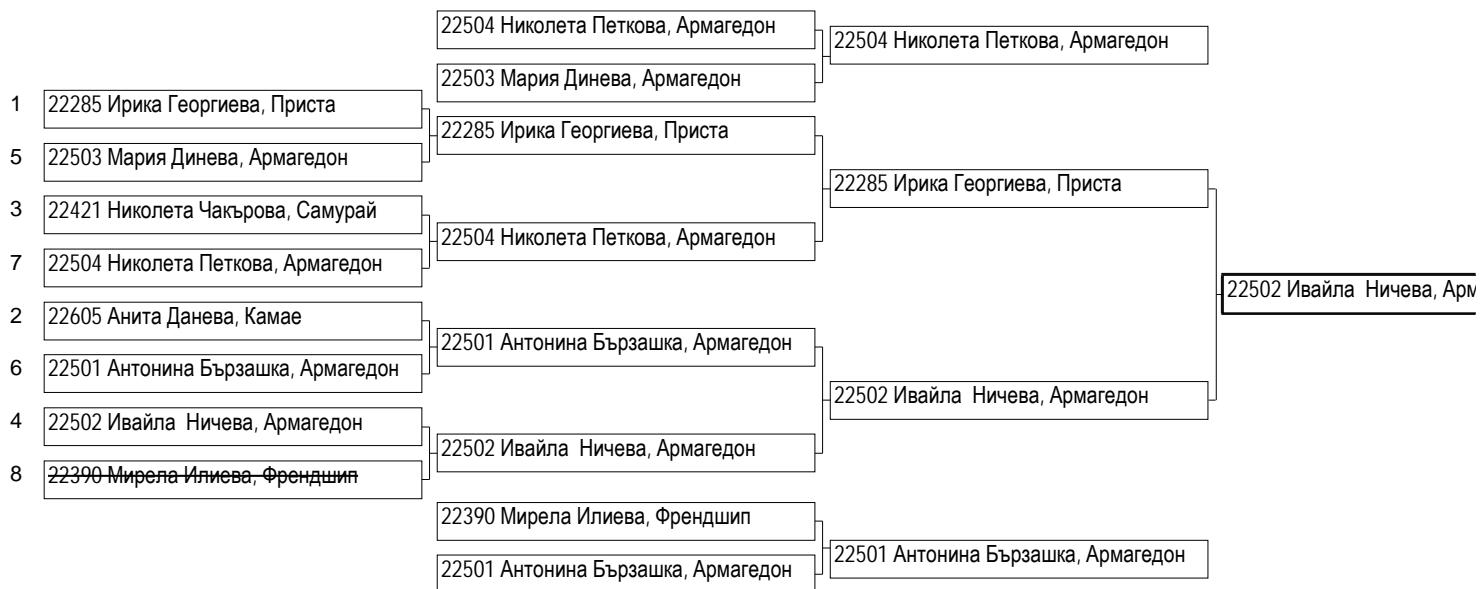 22504 Николета Петкова, Армагедон
22504 Николета Петкова, Армагедон
22503 Мария Динева, Армагедон
1 22285 Ирика Георгиева, Приста
22285 Ирика Георгиева, Приста
5 22503 Мария Динева, Армагедон
22285 Ирика Георгиева, Приста
3 22421 Николета Чакърова, Самурай
22504 Николета Петкова, Армагедон
7 22504 Николета Петкова, Армагедон
22502 Ивайла Ничева, Арм
2 22605 Анита Данева, Камае
22501 Антонина Бързашка, Армагедон
6 22501 Антонина Бързашка, Армагедон
22502 Ивайла Ничева, Армагедон
4 22502 Ивайла Ничева, Армагедон
22502 Ивайла Ничева, Армагедон
8 22390 Мирела Илиева, Френдшип
22390 Мирела Илиева, Френдшип
22501 Антонина Бързашка, Армагедон
22501 Антонина Бързашка, Армагедон